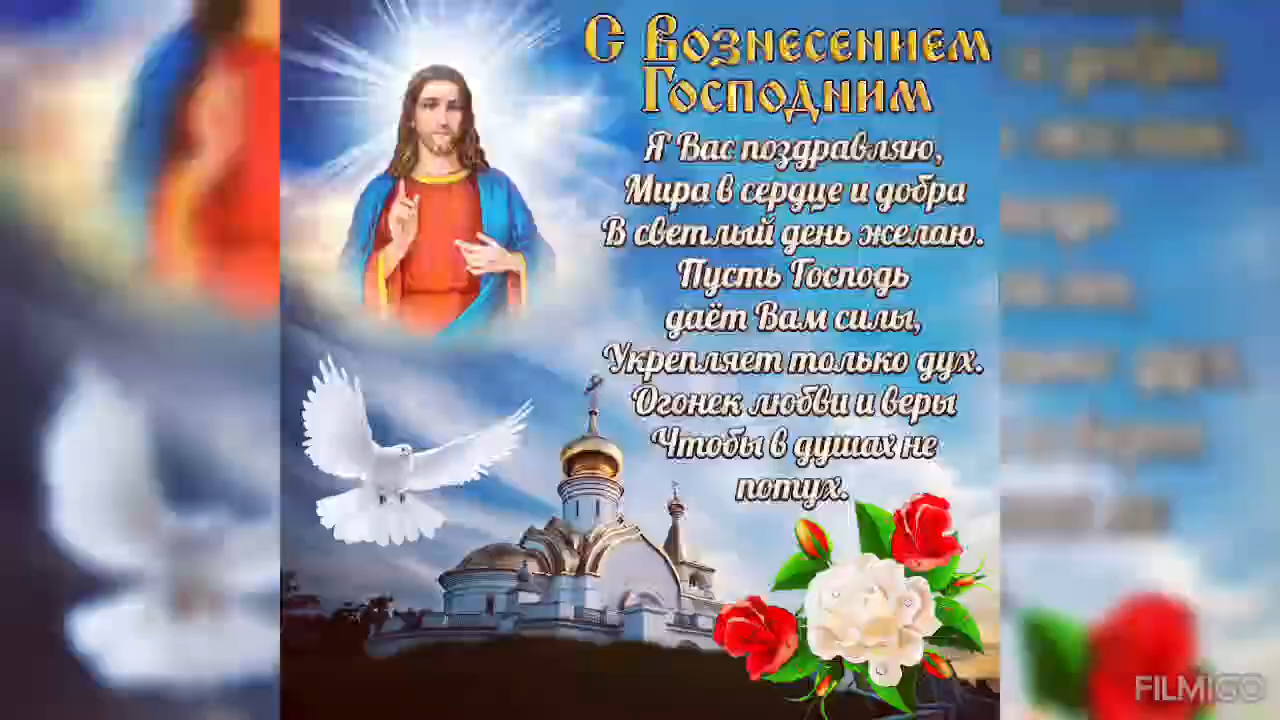 С Вознесением
Господним
Я Вас поздравляю,
Мира в сердце и добра
В светлый день желаю.
Пусть Господь
даёт Вам силы,
Укрепляет только дух.
Огонек любви и веры
Чтобы в душах не
потух.
FILMIGO